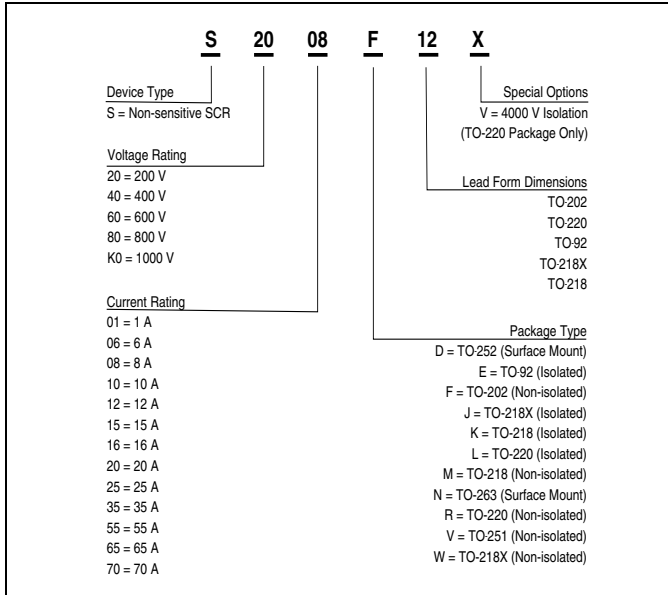 S 20 08 F 12 X
Device Type
S = Non-sensitive SCR
Voltage Rating
20 = 200 V
40 = 400 V
60 = 600 V
80 = 800 V
K0 = 1000 V
Current Rating
01 = 1 A
06 = 6 A
08 = 8 A
10 = 10 A
12 = 12 A
15 = 15 A
16 = 16 A
20 = 20 A
25 = 25 A
35 = 35 A
55 = 55 A
65 = 65 A
70 = 70 A
Special Options
V = 4000 V Isolation
(TO-220 Package Only)
Lead Form Dimensions
TO-202
TO-220
TO-92
TO-218X
TO-218
Package Type
D = TO-252 (Surface Mount)
E = TO-92 (Isolated)
F = TO-202 (Non-isolated)
J = TO-218X (Isolated)
K = TO-218 (Isolated)
L = TO-220 (Isolated)
M = TO-218 (Non-isolated)
N = TO-263 (Surface Mount)
R = TO-220 (Non-isolated)
V = TO-251 (Non-isolated)
W = TO-218X (Non-isolated)